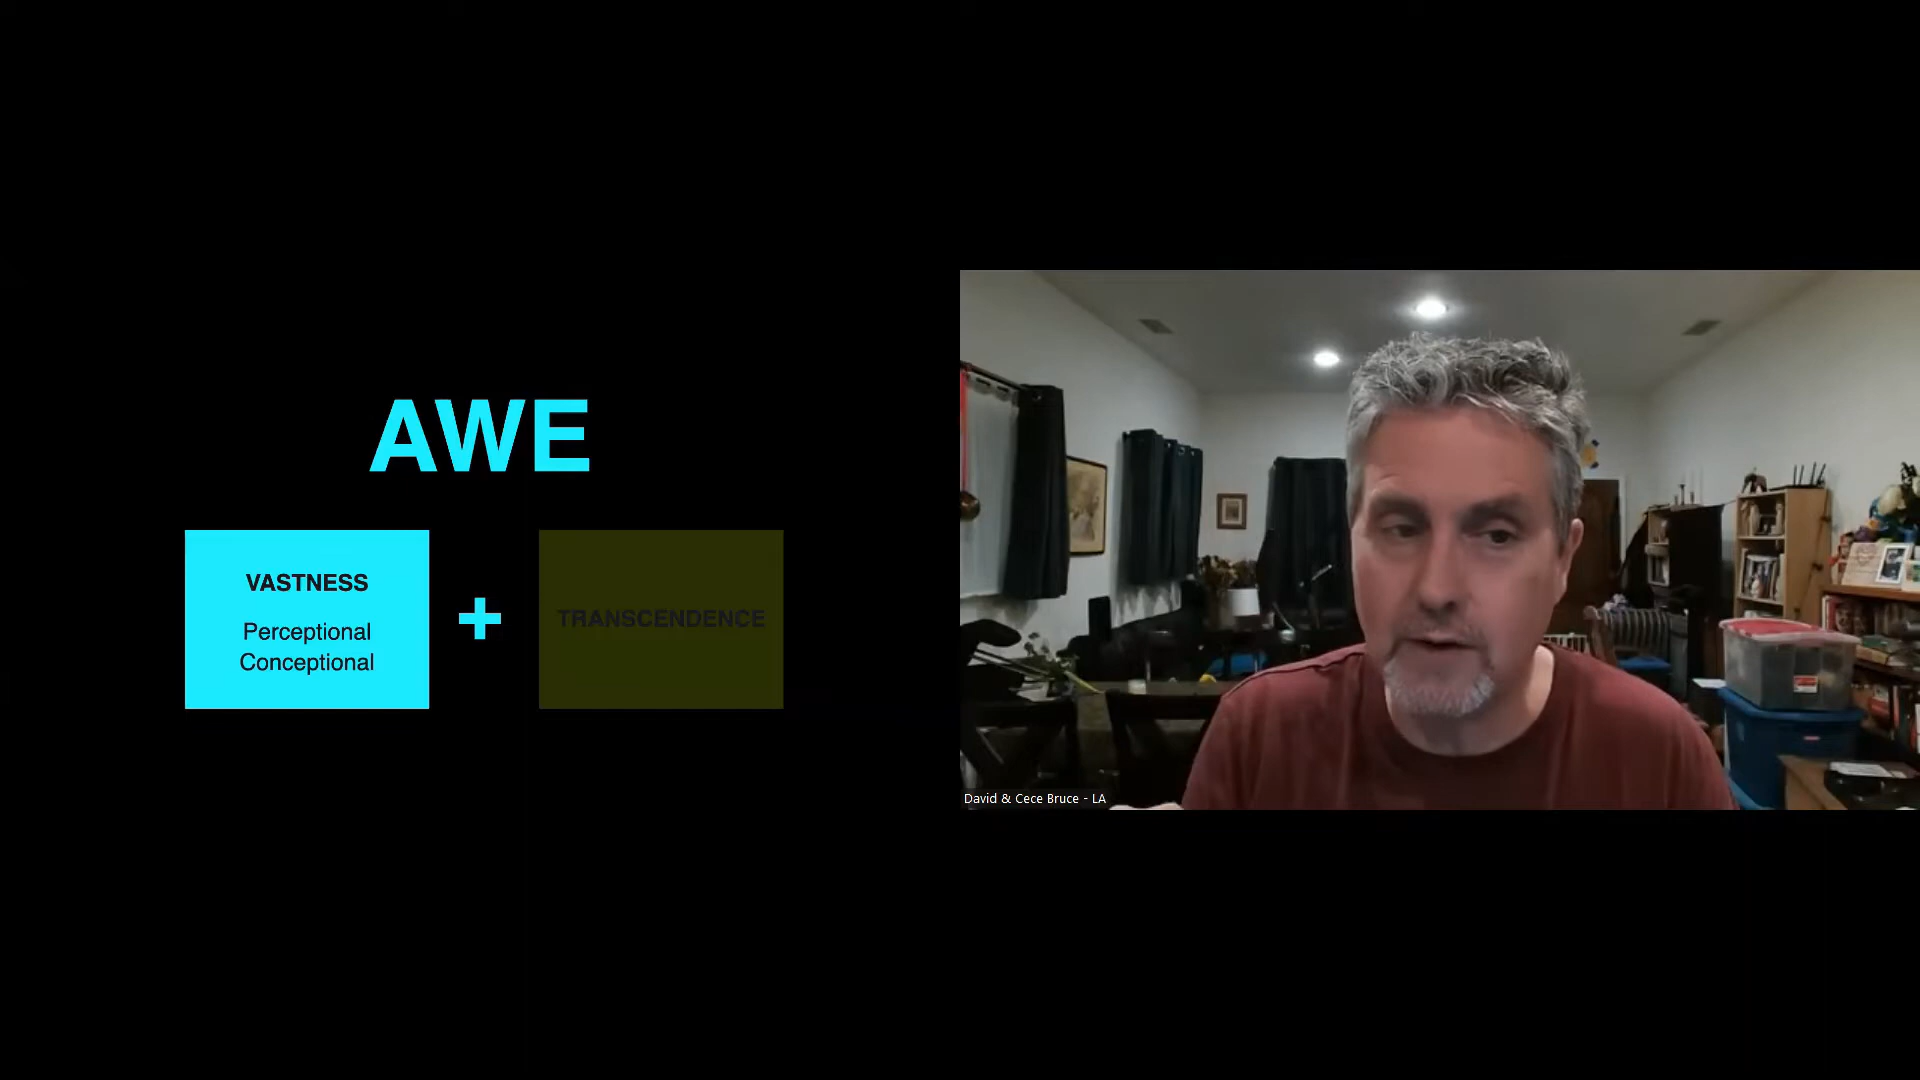 AWE
VASTNESS
Perceptional
Conceptional
+
TRANSCENDENCE
David & Cece Bruce - LA